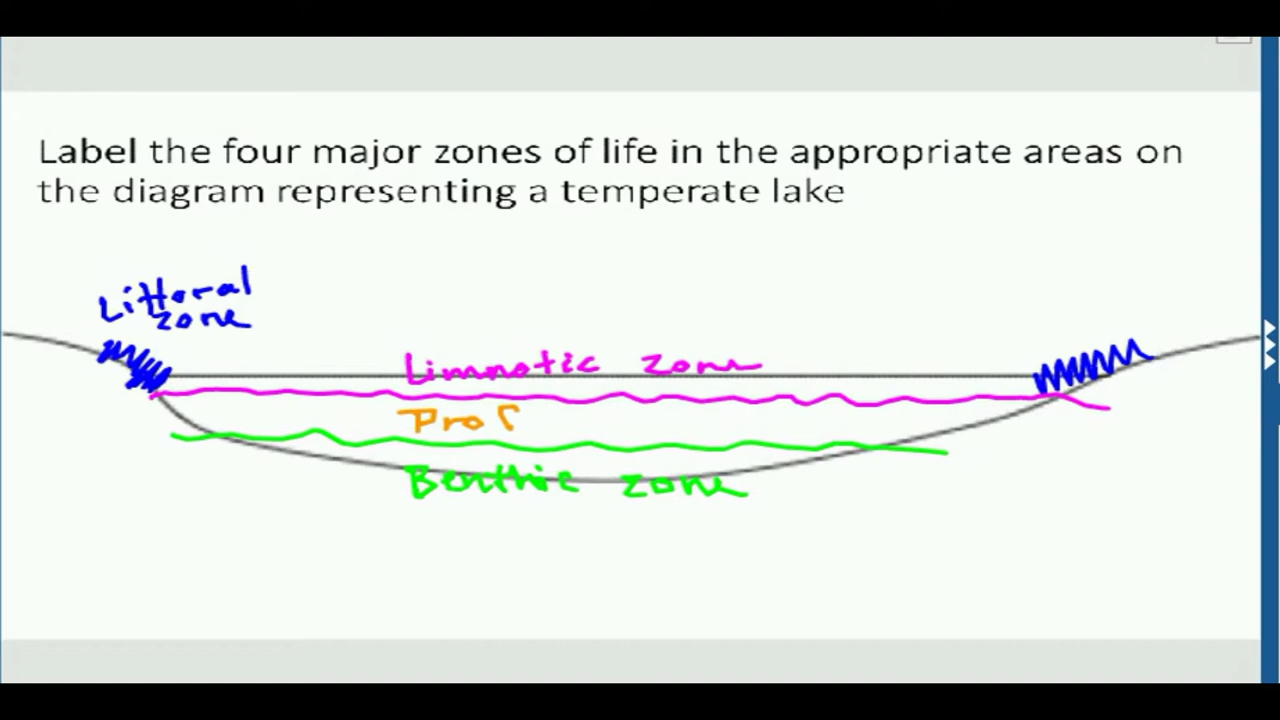 Label the four major zones of life in the appropriate areas on
the diagram representing a temperate lake
Littoral
zone
Limnotic zone
Prof
Benthic zone